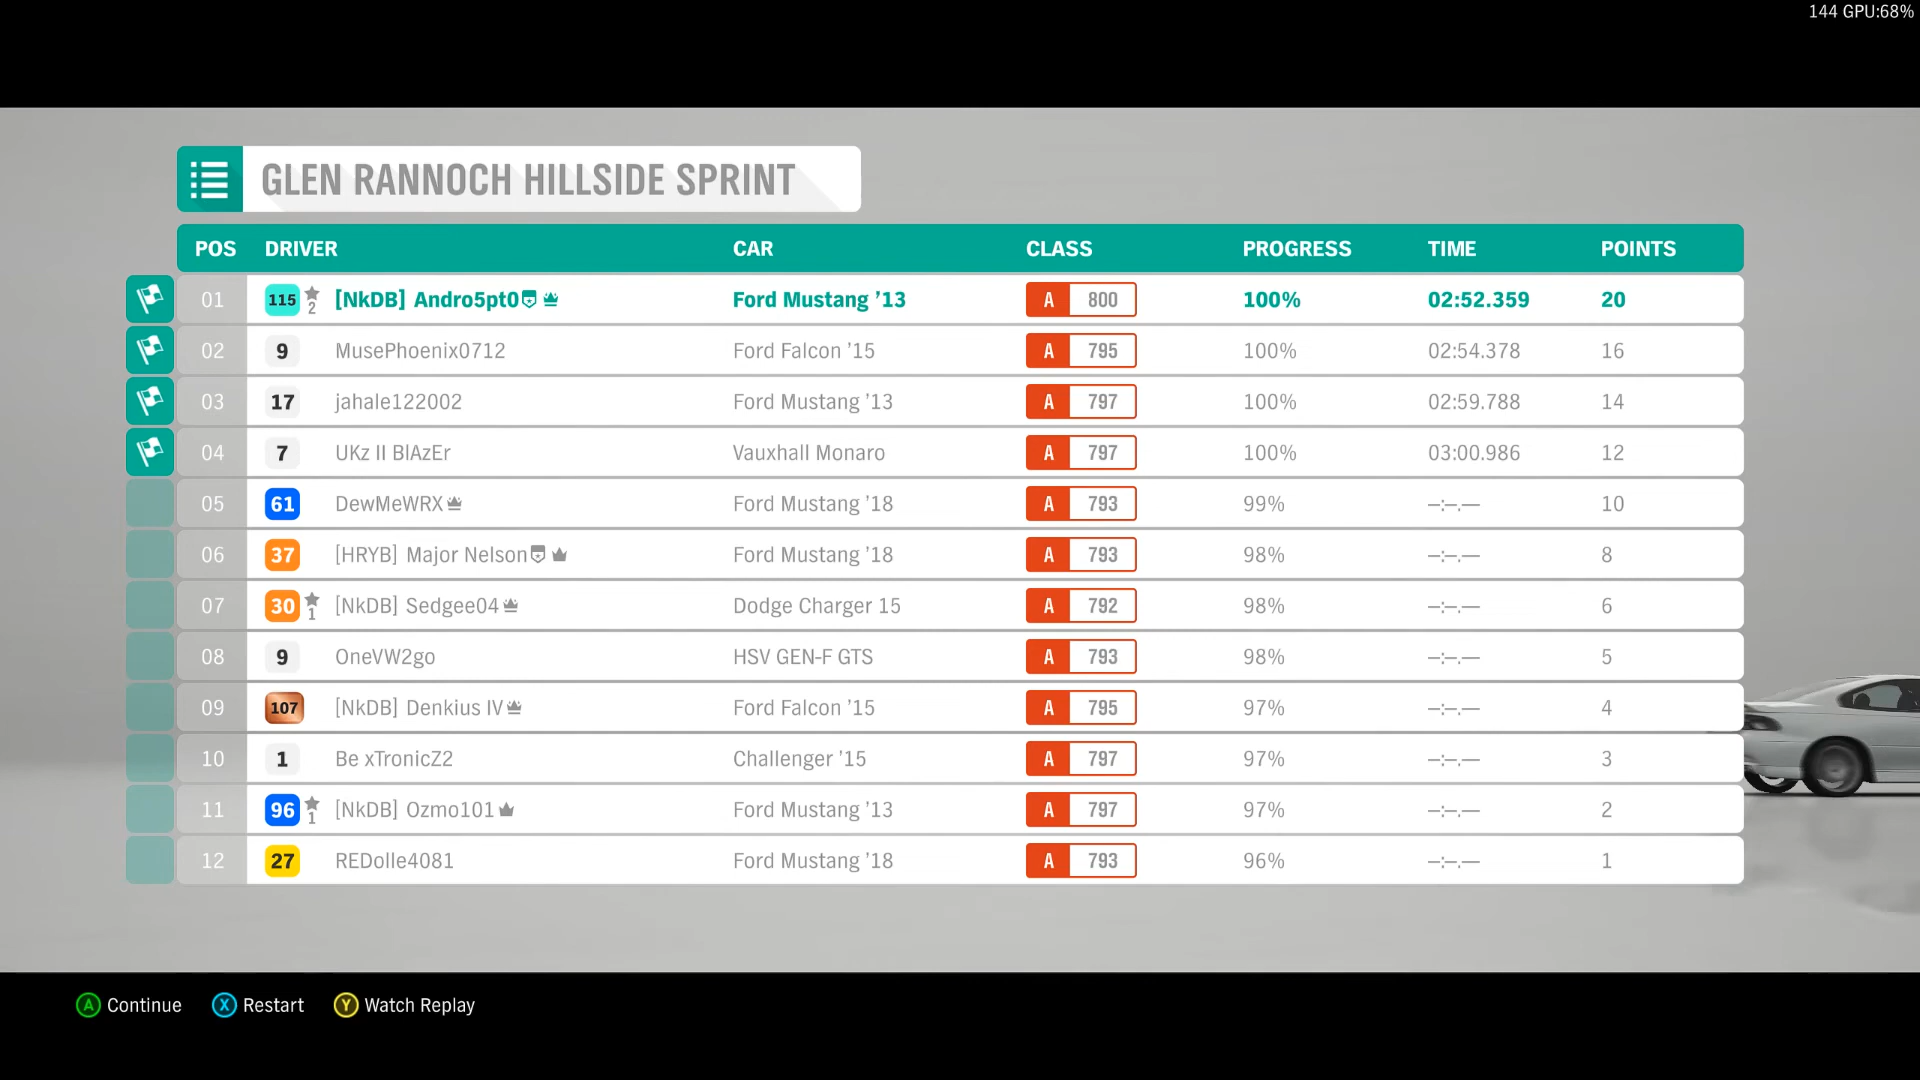 144 GPU:68%
GLEN RANNOCH HILLSIDE SPRINT
POS DRIVER CAR CLASS PROGRESS TIME POINTS
01 115 2 [NkDB] Andro5pt0 Ford Mustang ’13 A 800 100% 02:52.359 20
02 9 MusePhoenix0712 Ford Falcon ’15 A 795 100% 02:54.378 16
03 17 jahale122002 Ford Mustang ’13 A 797 100% 02:59.788 14
04 7 UKz II BlAzEr Vauxhall Monaro A 797 100% 03:00.986 12
05 61 DewMeWRX Ford Mustang ’18 A 793 99% –:–.— 10
06 37 [HRYB] Major Nelson Ford Mustang ’18 A 793 98% –:–.— 8
07 30 1 [NkDB] Sedgee04 Dodge Charger 15 A 792 98% –:–.— 6
08 9 OneVW2go HSV GEN-F GTS A 793 98% –:–.— 5
09 107 [NkDB] Denkius IV Ford Falcon ’15 A 795 97% –:–.— 4
10 1 Be xTronicZ2 Challenger ’15 A 797 97% –:–.— 3
11 96 1 [NkDB] Ozmo101 Ford Mustang ’13 A 797 97% –:–.— 2
12 27 REDolle4081 Ford Mustang ’18 A 793 96% –:–.— 1
A Continue X Restart Y Watch Replay